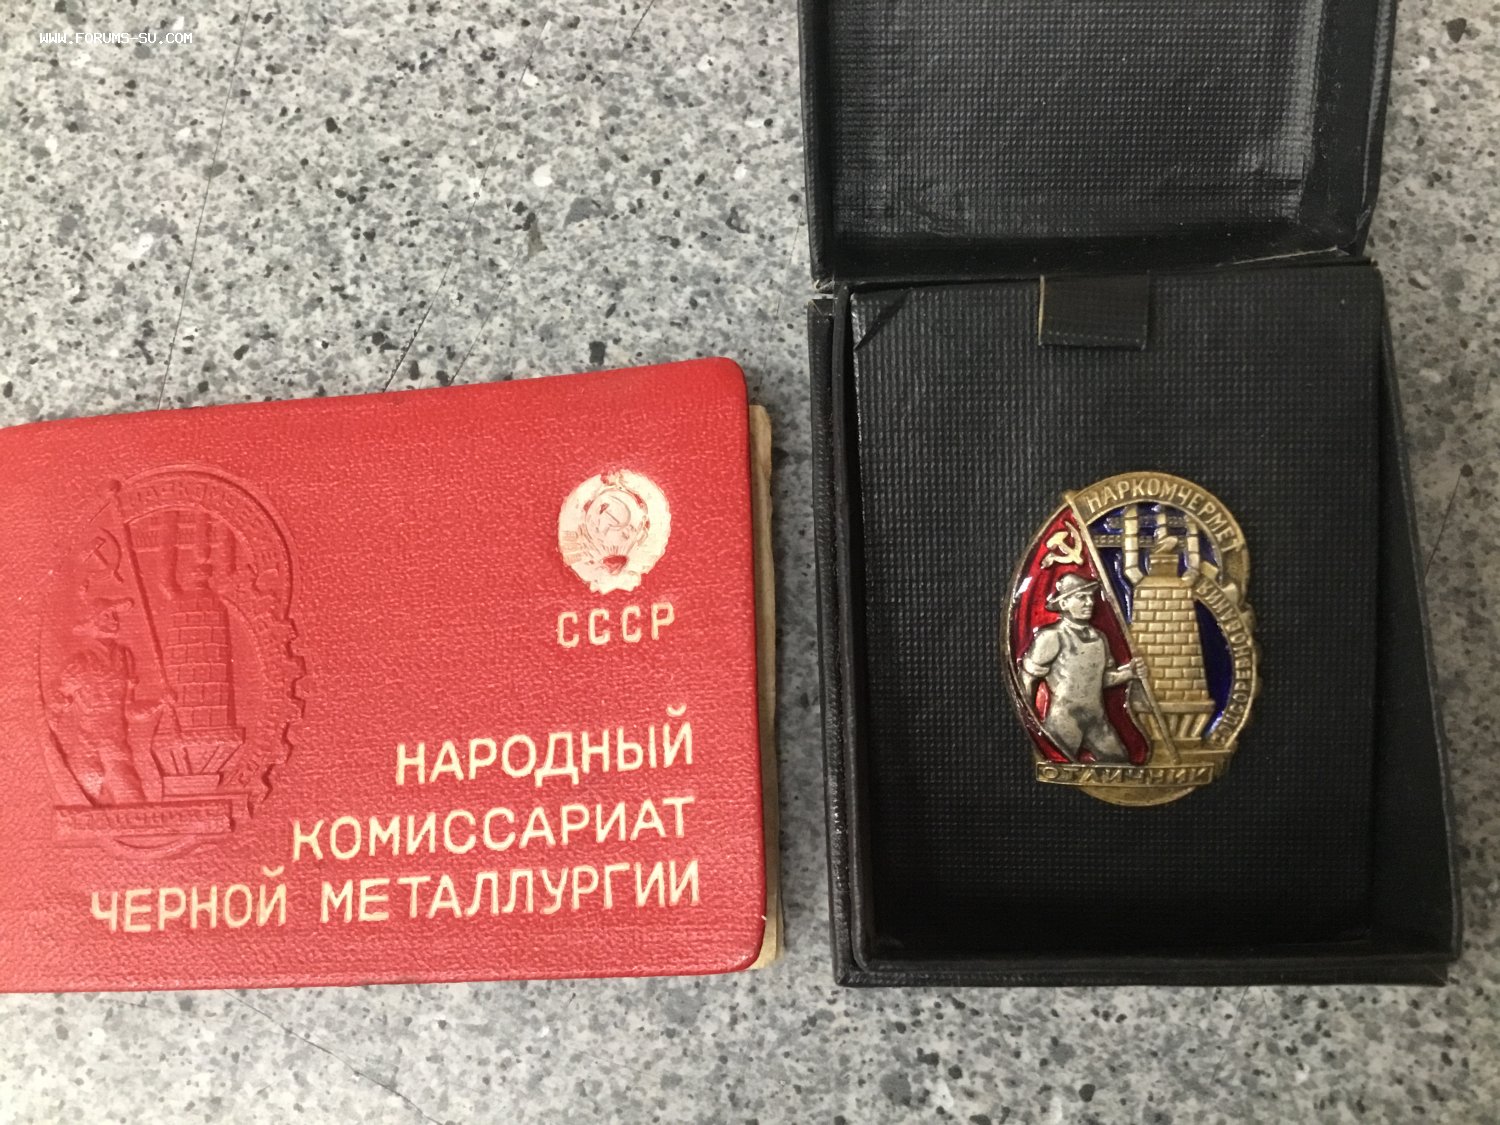 WWW.FORUMS-SU.COM
СССР
НАРОДНЫЙ
КОМИССАРИАТ
ЧЕРНОЙ МЕТАЛЛУРГИИ
НАРКОМЧЕРМЕТ
ОТЛИЧНИК